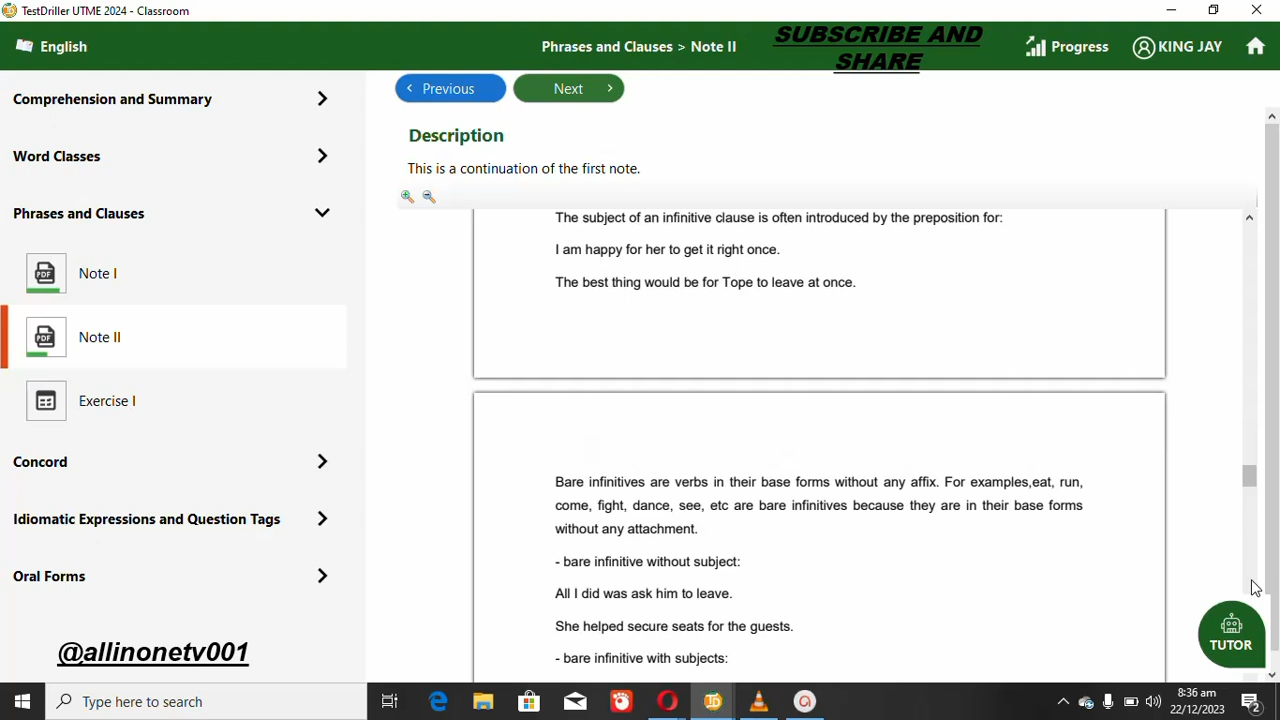 TestDriller UTME 2024 - Classroom
English
Phrases and Clauses > Note II
SUBSCRIBE AND
SHARE
Progress
KING JAY
Comprehension and Summary
Word Classes
Phrases and Clauses
Note I
Note II
Exercise I
Concord
Idiomatic Expressions and Question Tags
Oral Forms
@allinonetv001
Previous
Next
Description
This is a continuation of the first note.
The subject of an infinitive clause is often introduced by the preposition for:
I am happy for her to get it right once.
The best thing would be for Tope to leave at once.
Bare infinitives are verbs in their base forms without any affix. For examples,eat, run,
come, fight, dance, see, etc are bare infinitives because they are in their base forms
without any attachment.
- bare infinitive without subject:
All I did was ask him to leave.
She helped secure seats for the guests.
- bare infinitive with subjects:
TUTOR
PDF
PDF
Type here to search
8:36 am
22/12/2023
2